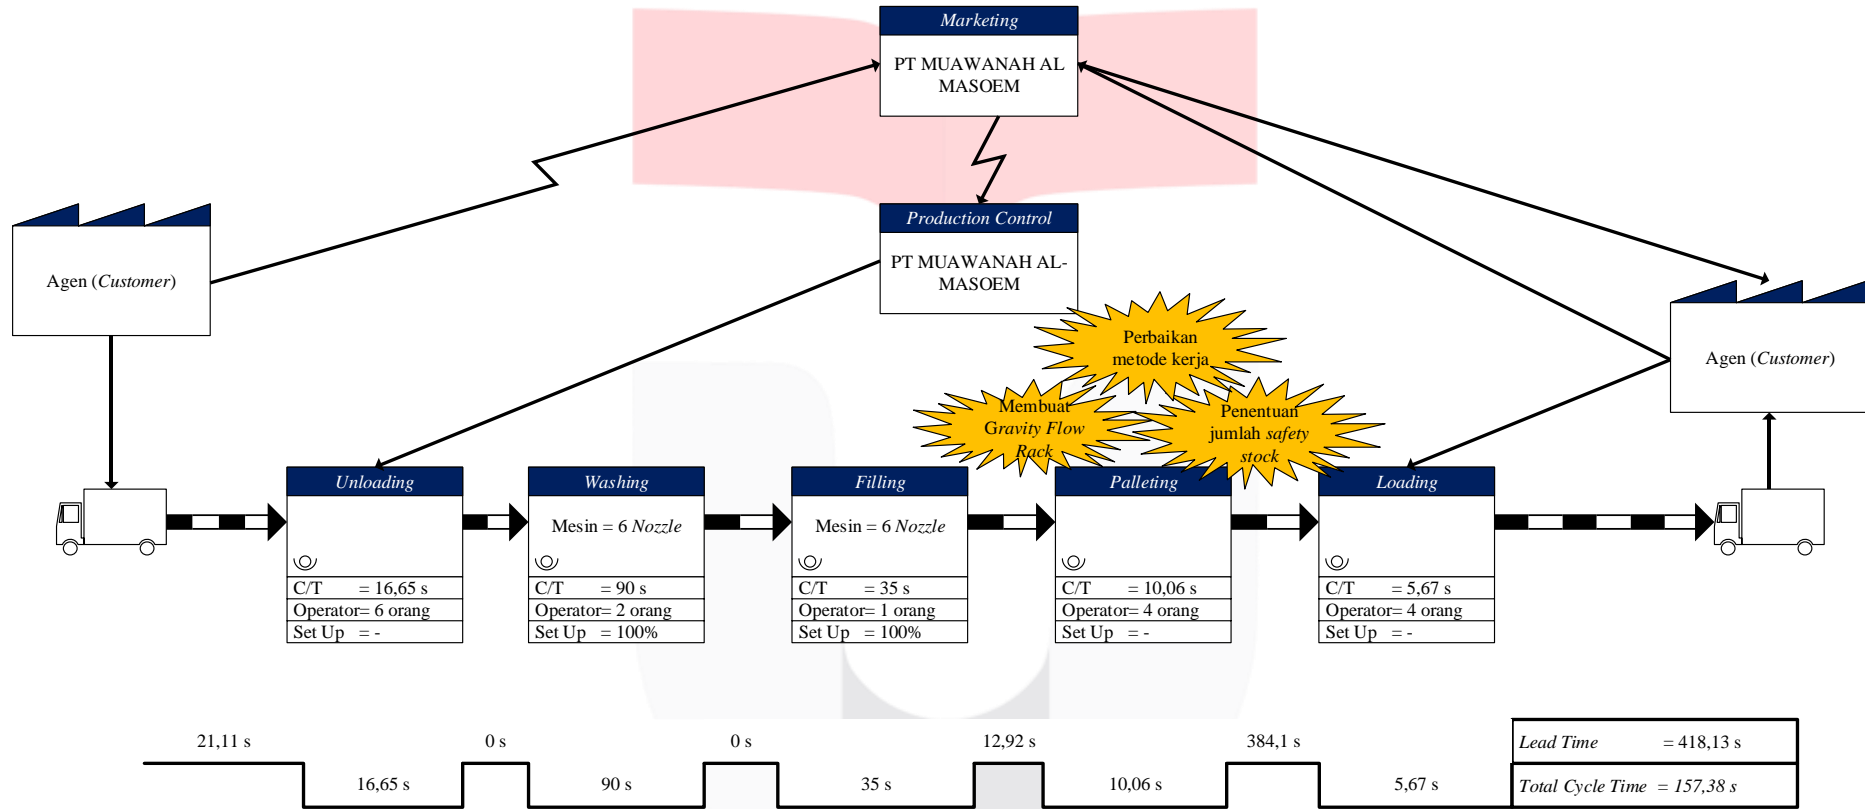 Marketing
PT MUAWANAH AL
MASOEM
Production Control
PT MUAWANAH AL-
MASOEM
Agen (Customer)
Agen (Customer)
Perbaikan
metode kerja
Membuat
Gravity Flow
Rack
Penentuan
jumlah safety
stock
Unloading
C/T = 16,65 s
Operator= 6 orang
Set Up = -
Washing
Mesin = 6 Nozzle
C/T = 90 s
Operator= 2 orang
Set Up = 100%
Filling
Mesin = 6 Nozzle
C/T = 35 s
Operator= 1 orang
Set Up = 100%
Palleting
C/T = 10,06 s
Operator= 4 orang
Set Up = -
Loading
C/T = 5,67 s
Operator= 4 orang
Set Up = -
21,11 s
0 s
0 s
12,92 s
384,1 s
Lead Time = 418,13 s
16,65 s
90 s
35 s
10,06 s
5,67 s
Total Cycle Time = 157,38 s